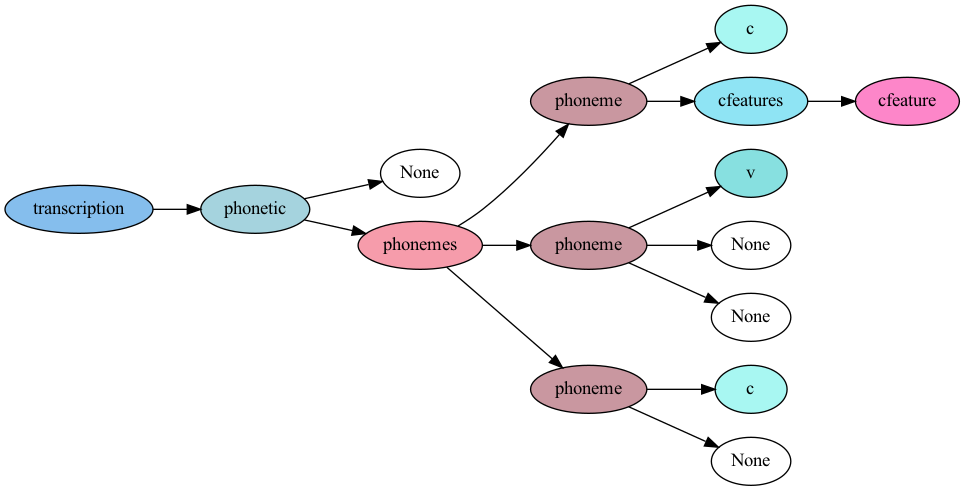 c
phoneme
cfeatures
cfeature
None
v
transcription
phonetic
phonemes
phoneme
None
None
phoneme
c
None